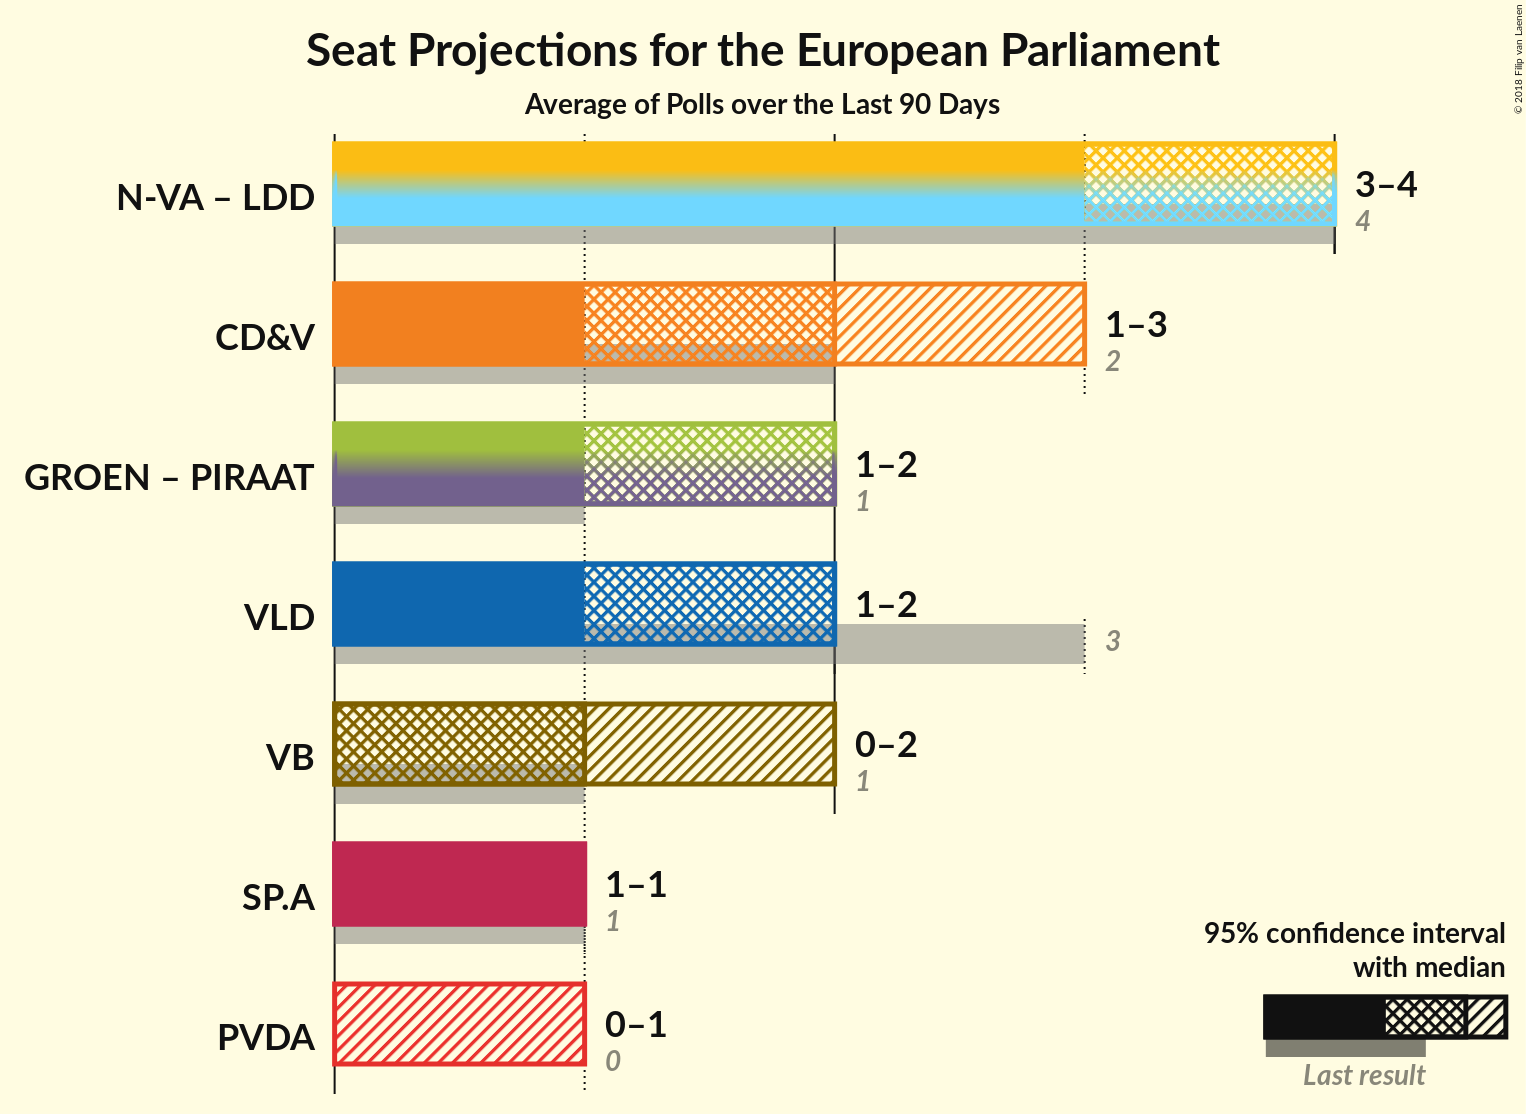 Seat Projections for the European Parliament
Average of Polls over the Last 90 Days
© 2018 Filip van Laenen
N-VA – LDD
3–4
4
CD&V
1–3
2
GROEN – PIRAAT
1–2
1
VLD
1–2
3
VB
0–2
1
SP.A
1–1
1
PVDA
0–1
0
95% confidence interval
with median
Last result